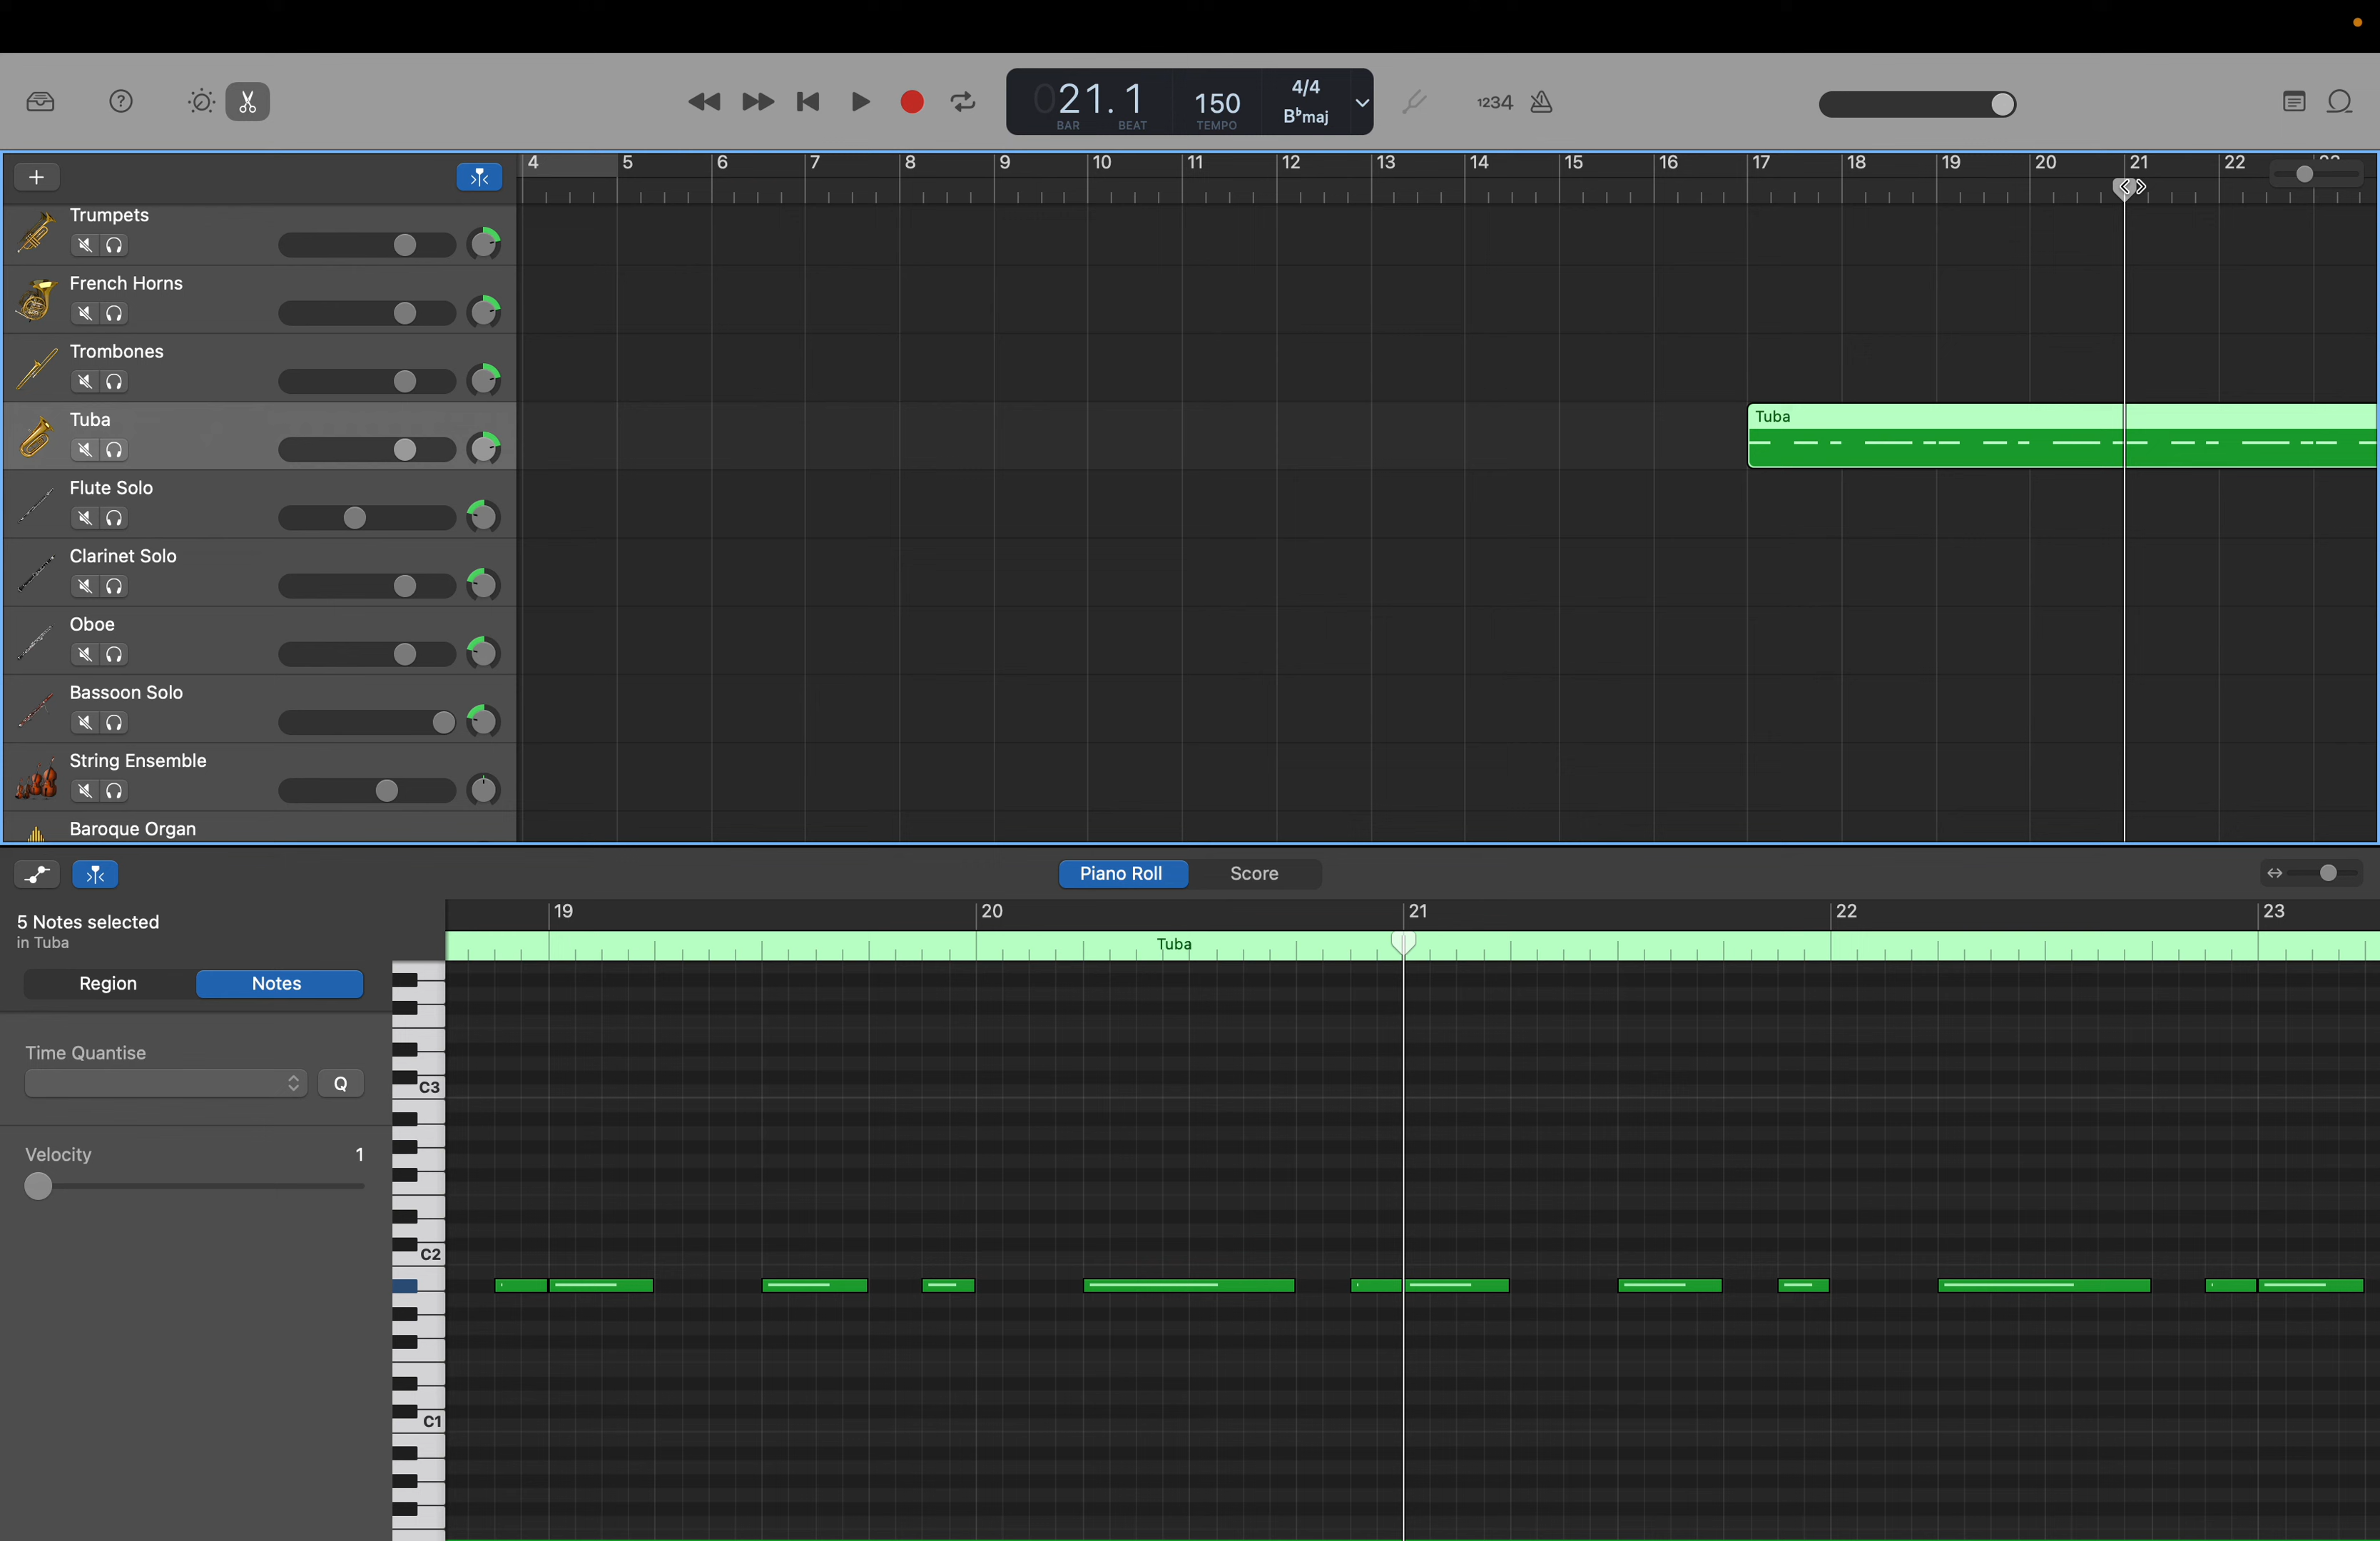 021. 1
BAR BEAT
150
TEMPO
4/4
B♭maj
1234
4 5 6 7 8 9 10 11 12 13 14 15 16 17 18 19 20 21 22
Trumpets
French Horns
Trombones
Tuba
Tuba
Flute Solo
Clarinet Solo
Oboe
Bassoon Solo
String Ensemble
Baroque Organ
Piano Roll Score
5 Notes selected
in Tuba
19 20 21 22 23
Tuba
Region Notes
Time Quantise
Q
Velocity 1
C3
C2
C1